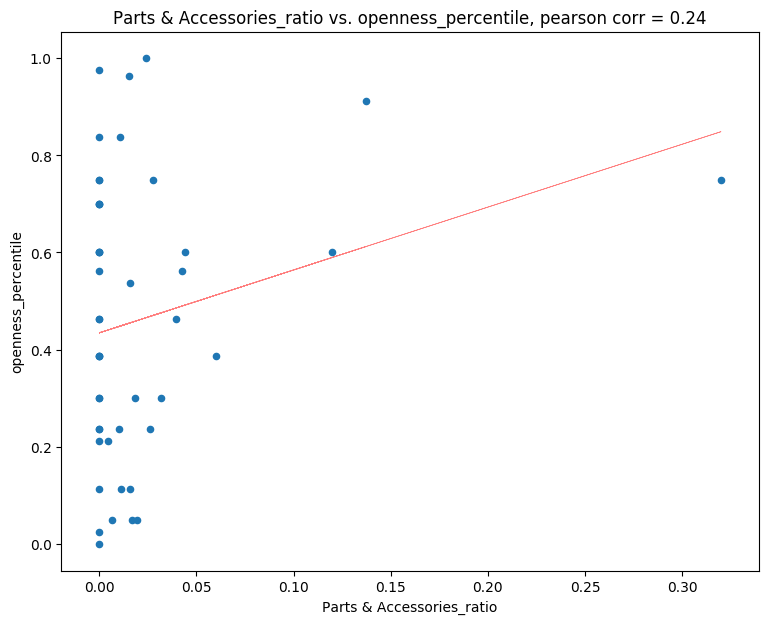 Parts & Accessories_ratio vs. openness_percentile, pearson corr = 0.24
1.0
0.8
0.6
0.4
0.2
0.0
openness_percentile
0.00 0.05 0.10 0.15 0.20 0.25 0.30
Parts & Accessories_ratio